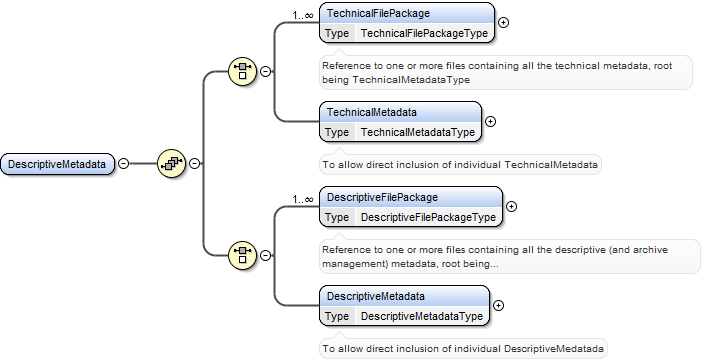 DescriptiveMetadata
1..∞
TechnicalFilePackage
Type TechnicalFilePackageType
Reference to one or more files containing all the technical metadata, root
being TechnicalMetadataType
TechnicalMetadata
Type TechnicalMetadataType
To allow direct inclusion of individual TechnicalMetadata
1..∞
DescriptiveFilePackage
Type DescriptiveFilePackageType
Reference to one or more files containing all the descriptive (and archive
management) metadata, root being...
DescriptiveMetadata
Type DescriptiveMetadataType
To allow direct inclusion of individual DescriptiveMedatada